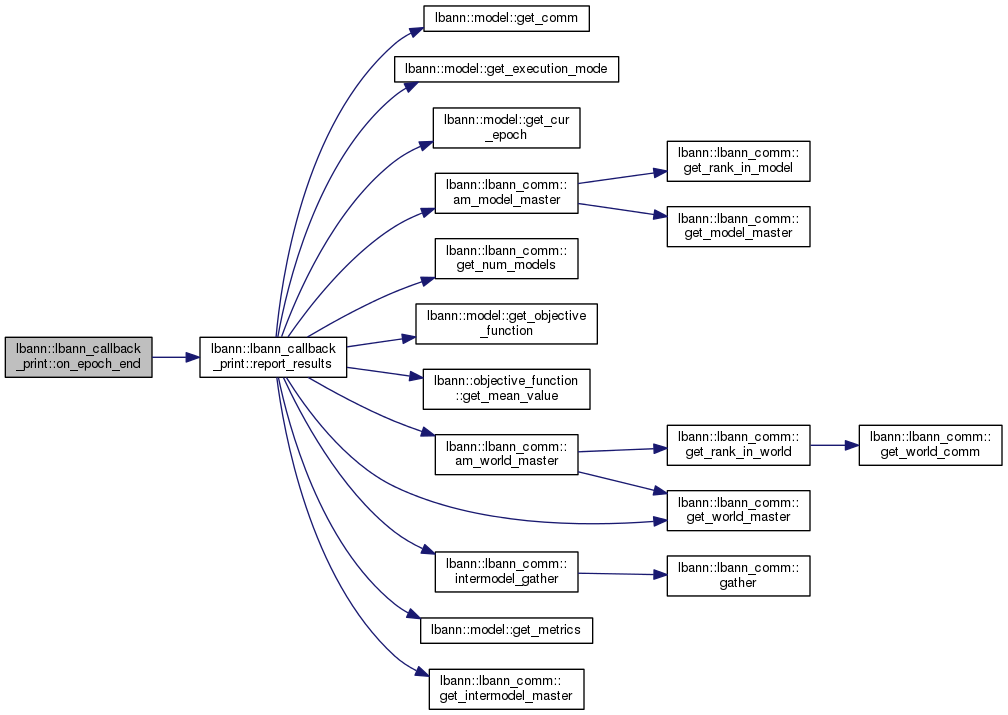 lbann::model::get_comm
lbann::model::get_execution_mode
lbann::model::get_cur
_epoch
lbann::lbann_comm::
am_model_master
lbann::lbann_comm::
get_rank_in_model
lbann::lbann_comm::
get_model_master
lbann::lbann_comm::
get_num_models
lbann::model::get_objective
_function
lbann::lbann_callback
_print::on_epoch_end
lbann::lbann_callback
_print::report_results
lbann::objective_function
::get_mean_value
lbann::lbann_comm::
am_world_master
lbann::lbann_comm::
get_rank_in_world
lbann::lbann_comm::
get_world_comm
lbann::lbann_comm::
get_world_master
lbann::lbann_comm::
intermodel_gather
lbann::lbann_comm::
gather
lbann::model::get_metrics
lbann::lbann_comm::
get_intermodel_master